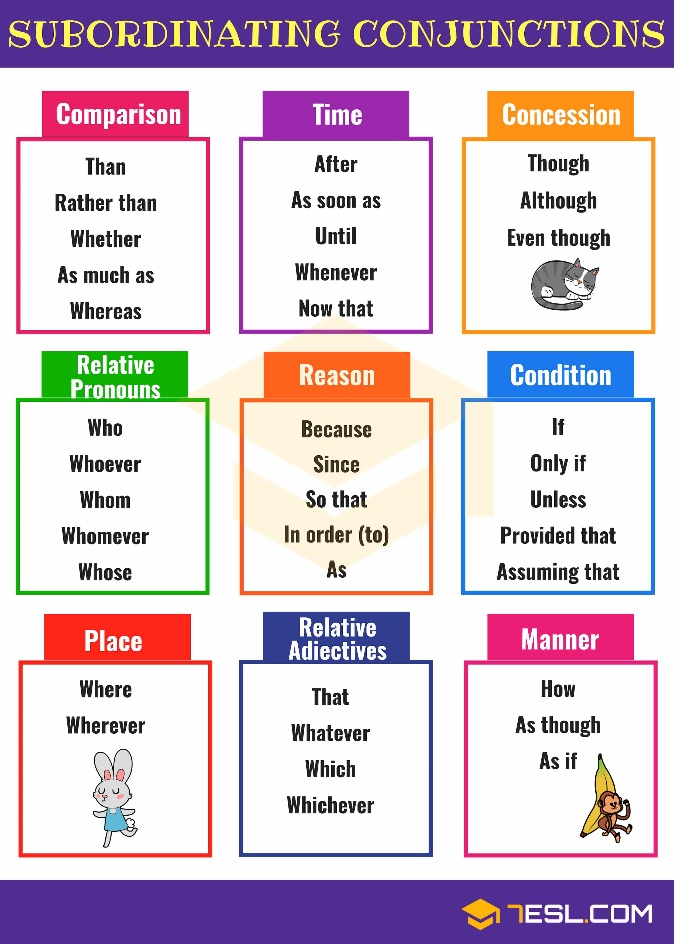 SUBORDINATING CONJUNCTIONS
Comparison
Than
Rather than
Whether
As much as
Whereas
Time
After
As soon as
Until
Whenever
Now that
Concession
Though
Although
Even though
Relative
Pronouns
Who
Whoever
Whom
Whomever
Whose
Reason
Because
Since
So that
In order (to)
As
Condition
If
Only if
Unless
Provided that
Assuming that
Place
Where
Wherever
Relative
Adjectives
That
Whatever
Which
Whichever
Manner
How
As though
As if
7ESL.COM